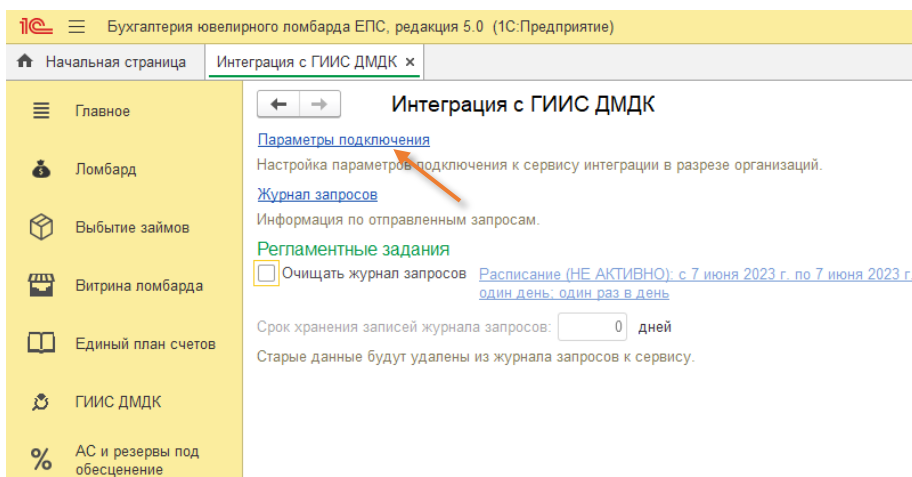 1С Бухгалтерия ювелирного ломбарда ЕПС, редакция 5.0 (1С:Предприятие)
Начальная страница Интеграция с ГИИС ДМДК ×
Главное
Ломбард
Выбытие займов
Витрина ломбарда
Единый план счетов
ГИИС ДМДК
% АС и резервы под
обесценение
Интеграция с ГИИС ДМДК
Параметры подключения
Настройка параметров подключения к сервису интеграции в разрезе организаций.
Журнал запросов
Информация по отправленным запросам.
Регламентные задания
Очищать журнал запросов Расписание (НЕ АКТИВНО): с 7 июня 2023 г. по 7 июня 2023 г.
один день; один раз в день
Срок хранения записей журнала запросов: 0 дней
Старые данные будут удалены из журнала запросов к сервису.